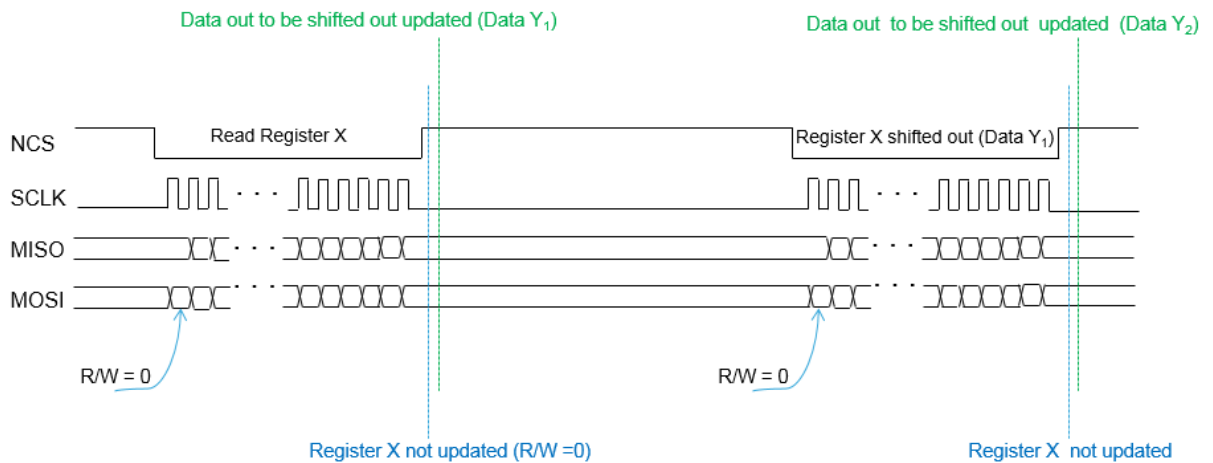 Data out to be shifted out updated (Data Y₁)
Data out to be shifted out updated (Data Y₂)
NCS
Read Register X
Register X shifted out (Data Y₁)
SCLK
MISO
MOSI
R/W = 0
R/W = 0
Register X not updated (R/W =0)
Register X not updated